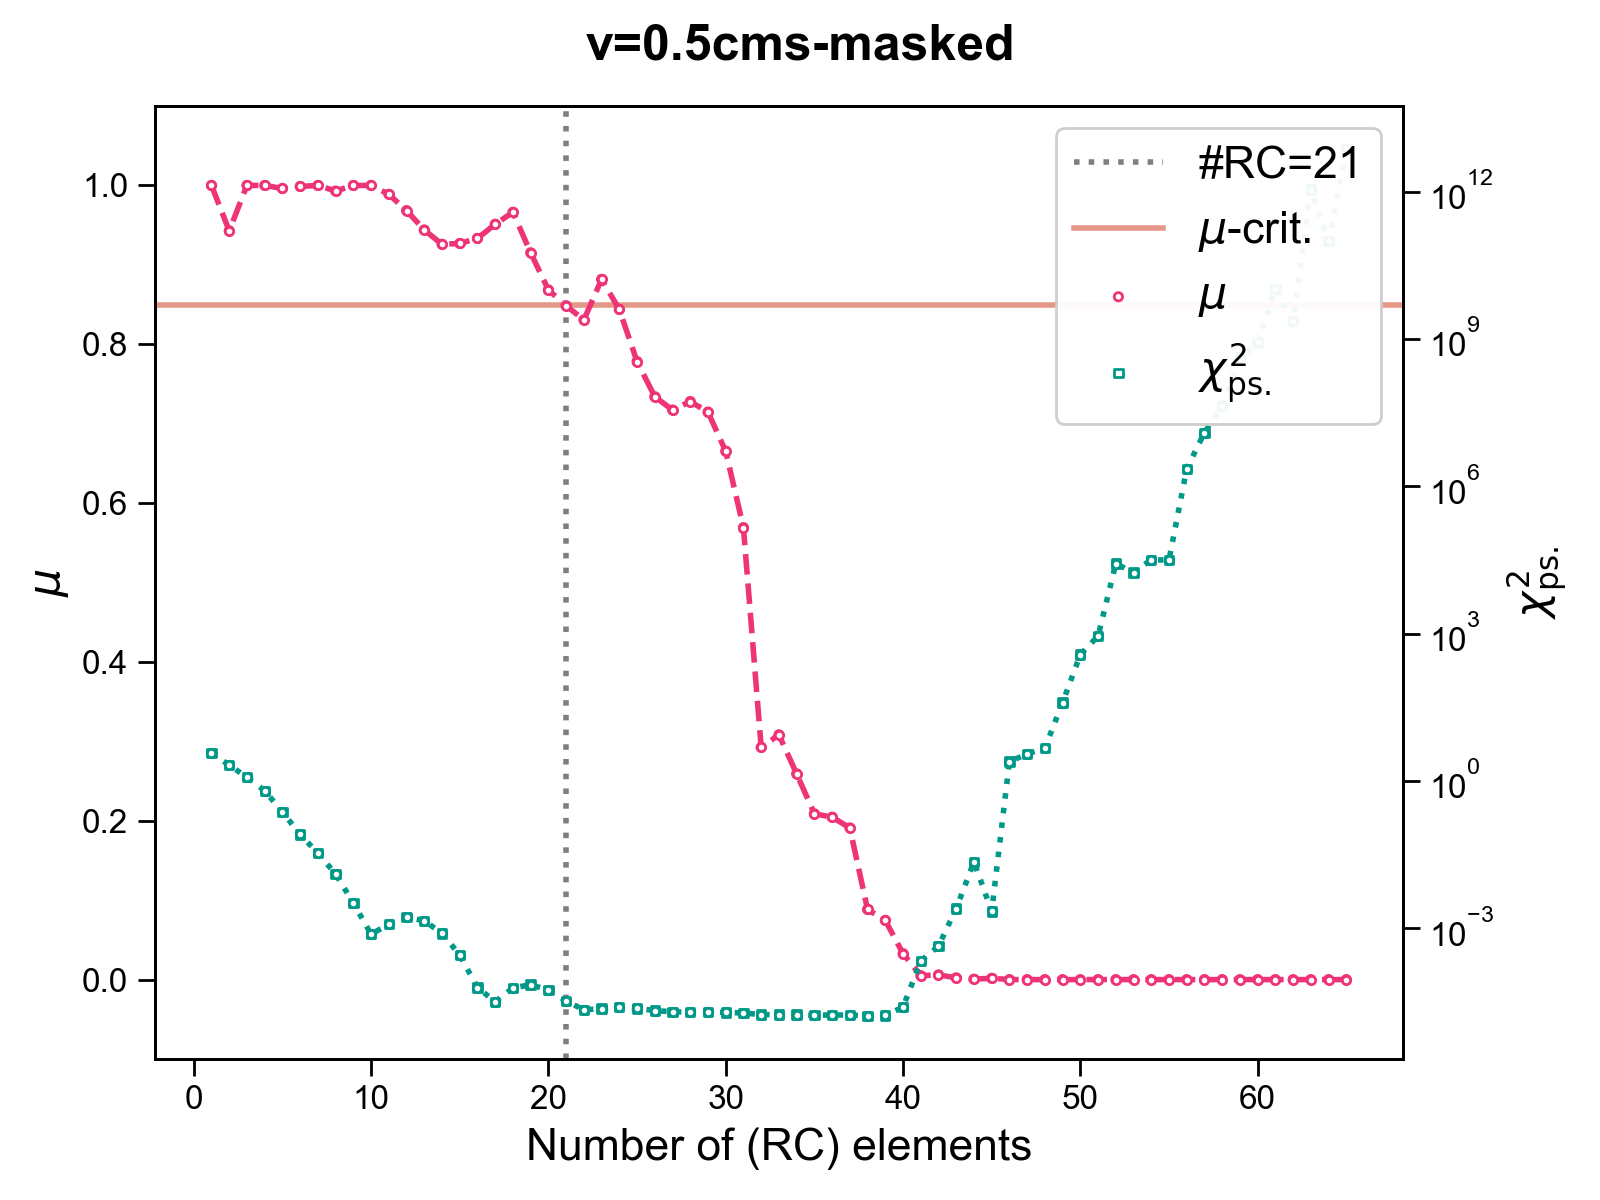 v=0.5cms-masked
#RC=21
μ-crit.
μ
χ²ps.
1.0
0.8
0.6
0.4
0.2
0.0
μ
10¹²
10⁹
10⁶
10³
10⁰
10⁻³
χ²ps.
0 10 20 30 40 50 60
Number of (RC) elements